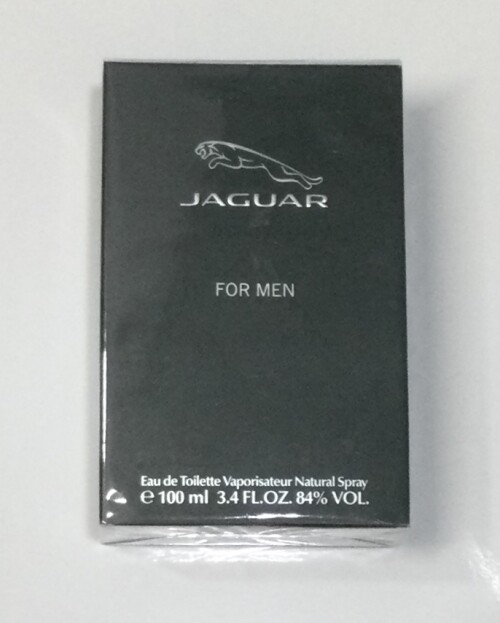 JAGUAR
FOR MEN
Eau de Toilette Vaporisateur Natural Spray
℮ 100 ml 3.4 FL.OZ. 84% VOL.